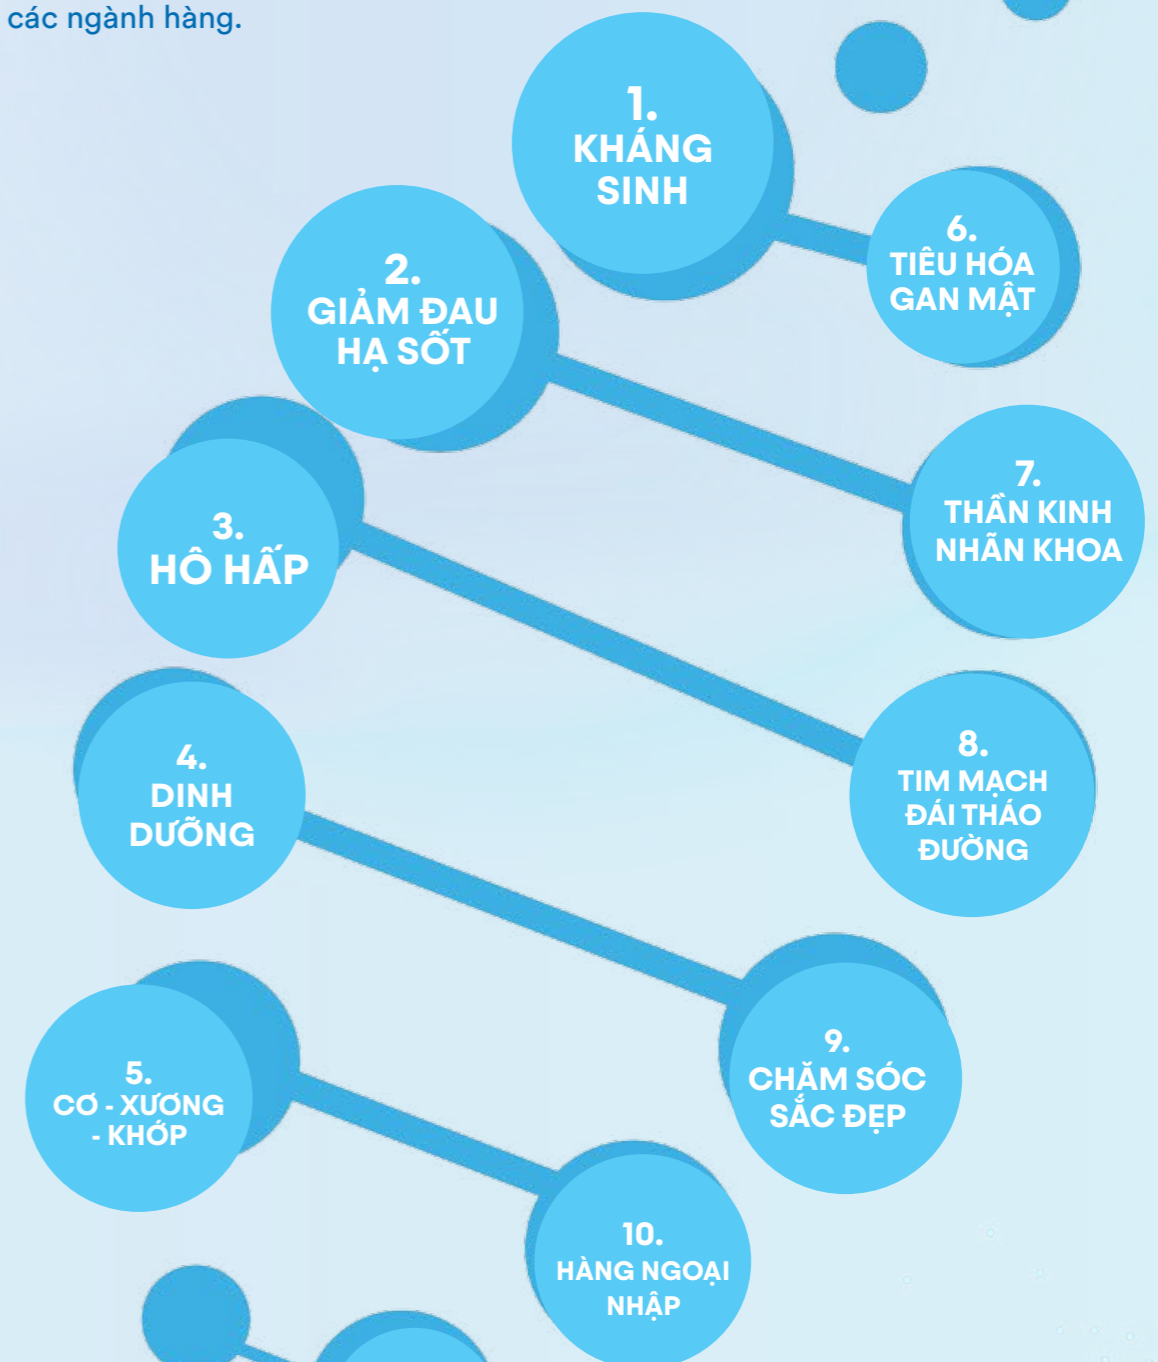 các ngành hàng.
1.
KHÁNG
SINH
2.
GIẢM ĐAU
HẠ SỐT
3.
HÔ HẤP
4.
DINH
DƯỠNG
5.
CƠ - XƯƠNG
- KHỚP
6.
TIÊU HÓA
GAN MẬT
7.
THẦN KINH
NHÃN KHOA
8.
TIM MẠCH
ĐÁI THÁO
ĐƯỜNG
9.
CHĂM SÓC
SẮC ĐẸP
10.
HÀNG NGOẠI
NHẬP